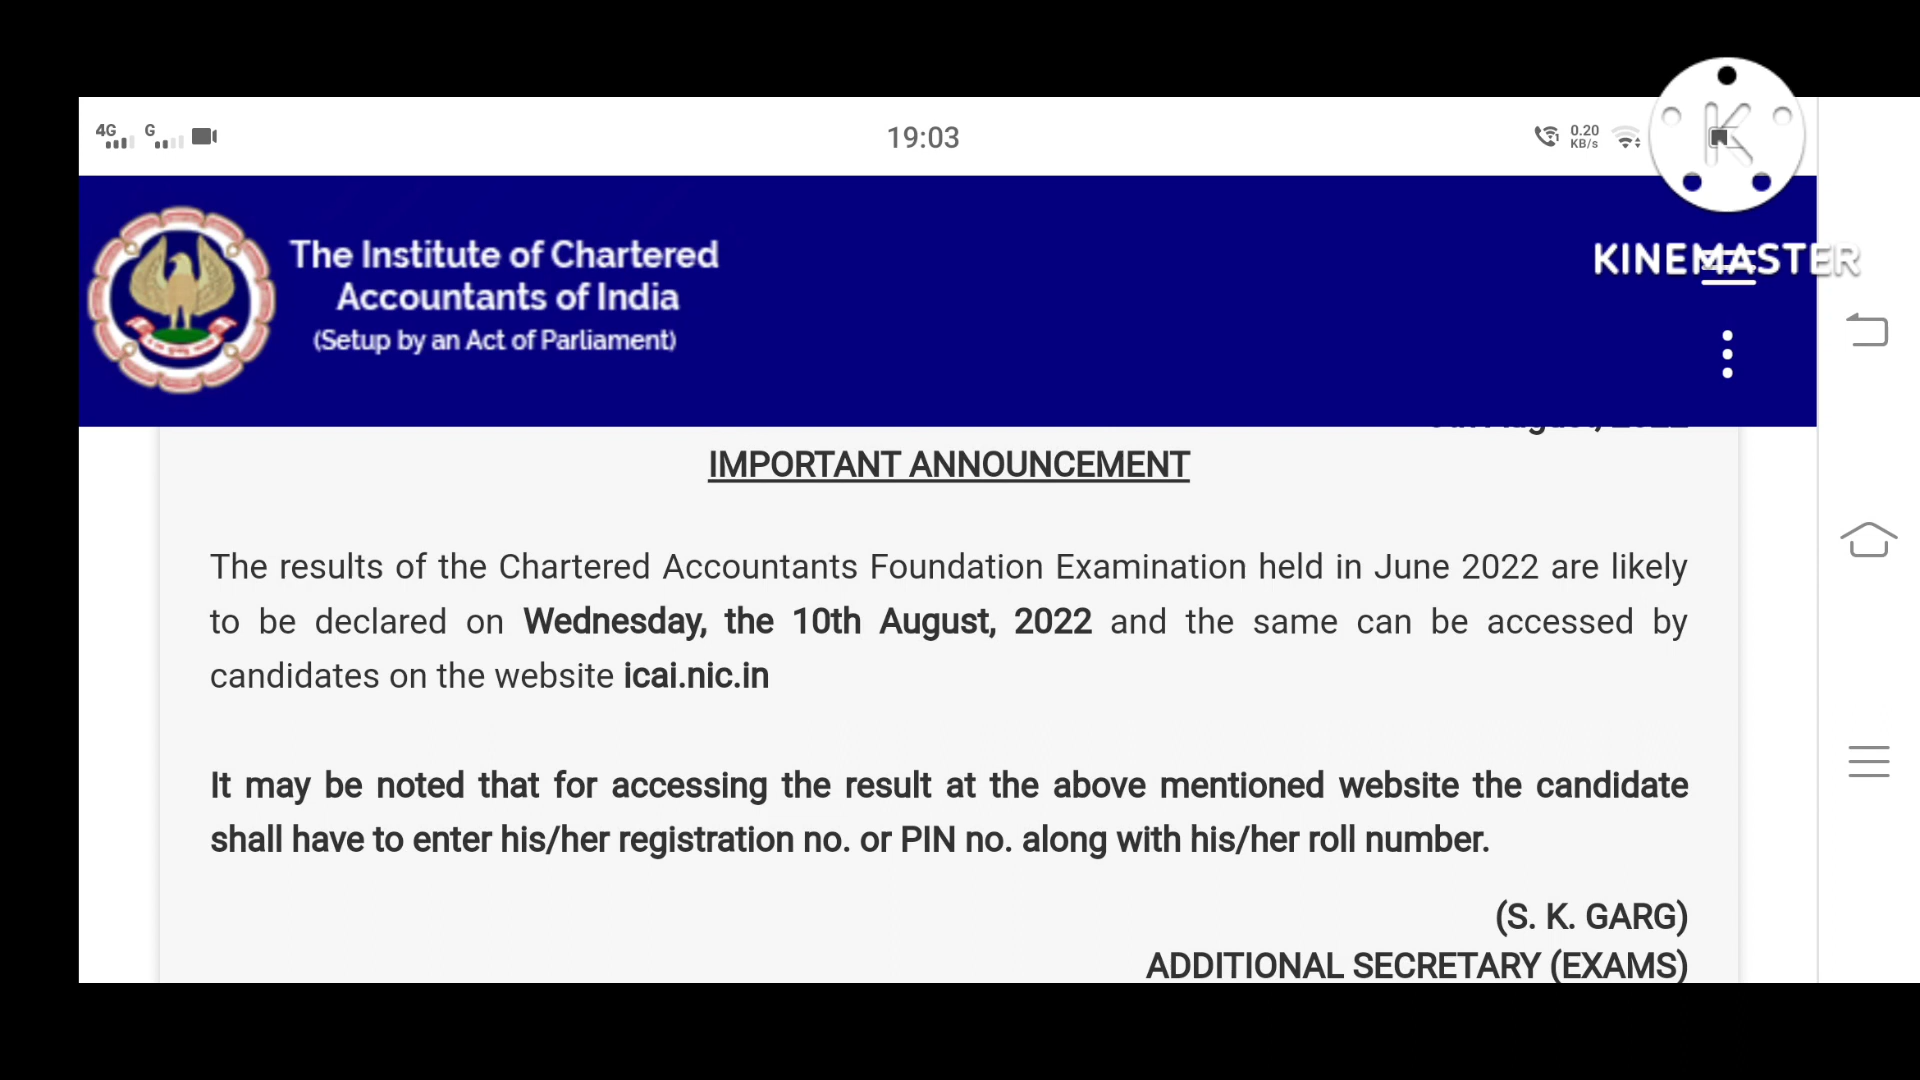 4G G
19:03
0.20
KB/s
KINEMASTER
The Institute of Chartered
Accountants of India
(Setup by an Act of Parliament)
IMPORTANT ANNOUNCEMENT
The results of the Chartered Accountants Foundation Examination held in June 2022 are likely
to be declared on Wednesday, the 10th August, 2022 and the same can be accessed by
candidates on the website icai.nic.in
It may be noted that for accessing the result at the above mentioned website the candidate
shall have to enter his/her registration no. or PIN no. along with his/her roll number.
(S. K. GARG)
ADDITIONAL SECRETARY (EXAMS)